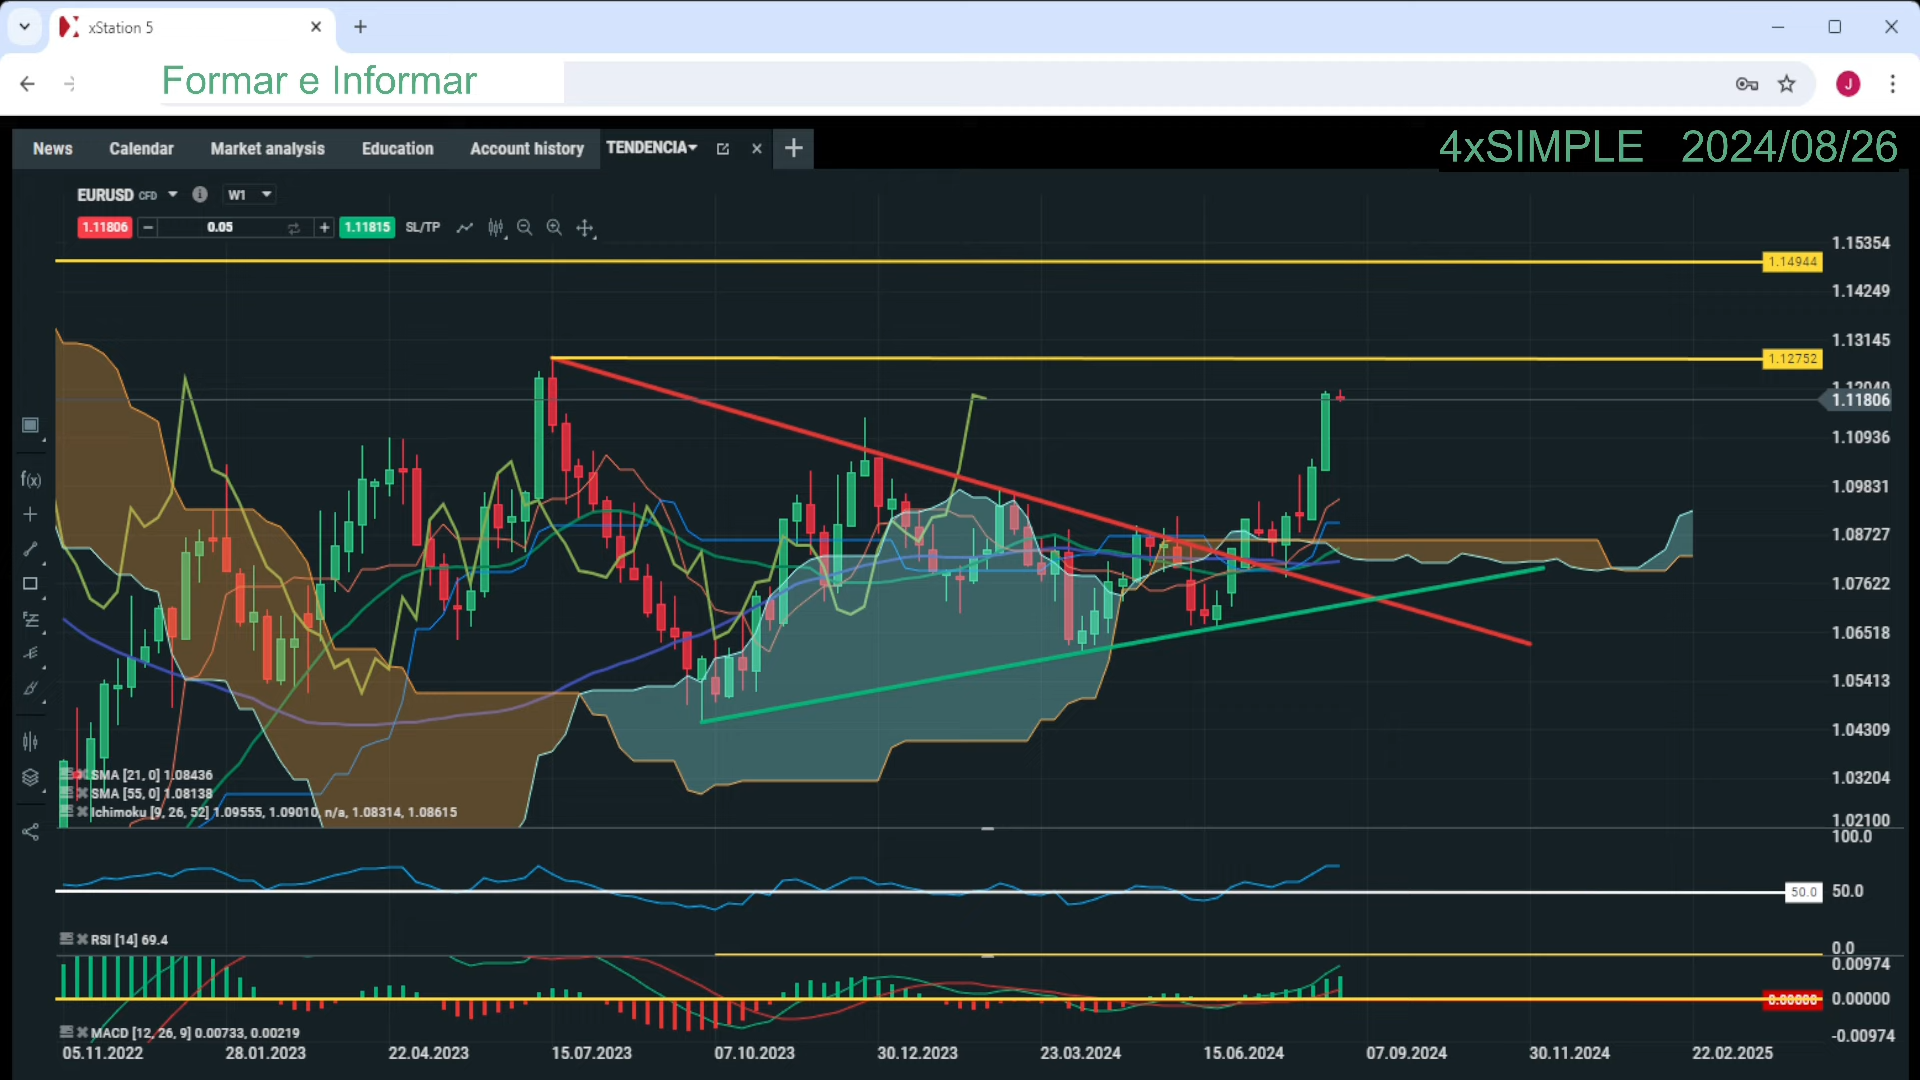 xStation 5
Formar e Informar
J
News Calendar Market analysis Education Account history TENDENCIA
4xSIMPLE 2024/08/26
EURUSD CFD W1
1.11806 0.05 1.11815 SL/TP
1.15354
1.14944
1.14249
1.13145
1.12752
1.12040
1.11806
1.10936
1.09831
1.08727
1.07622
1.06518
1.05413
1.04309
1.03204
1.02100
f(x)
SMA [21, 0] 1.08436
SMA [55, 0] 1.08138
Ichimoku [9, 26, 52] 1.09555, 1.09010, n/a, 1.08314, 1.08615
100.0
50.0 50.0
RSI [14] 69.4
0.0
0.00974
0.00000 0.00000
MACD [12, 26, 9] 0.00733, 0.00219
-0.00974
05.11.2022 28.01.2023 22.04.2023 15.07.2023 07.10.2023 30.12.2023 23.03.2024 15.06.2024 07.09.2024 30.11.2024 22.02.2025